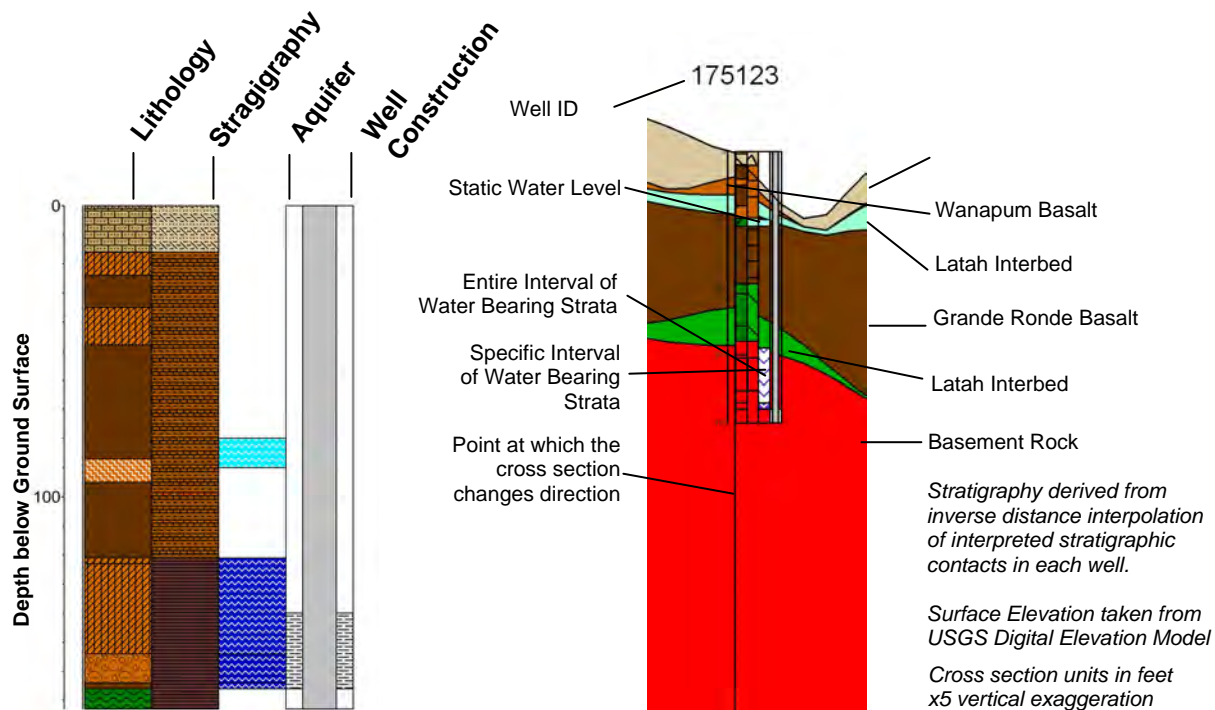 Lithology
Stragigraphy
Aquifer
Well
Construction
Depth below Ground Surface
0
100
175123
Well ID
Static Water Level
Entire Interval of
Water Bearing Strata
Specific Interval
of Water Bearing
Strata
Point at which the
cross section
changes direction
Wanapum Basalt
Latah Interbed
Grande Ronde Basalt
Latah Interbed
Basement Rock
Stratigraphy derived from
inverse distance interpolation
of interpreted stratigraphic
contacts in each well.
Surface Elevation taken from
USGS Digital Elevation Model
Cross section units in feet
x5 vertical exaggeration